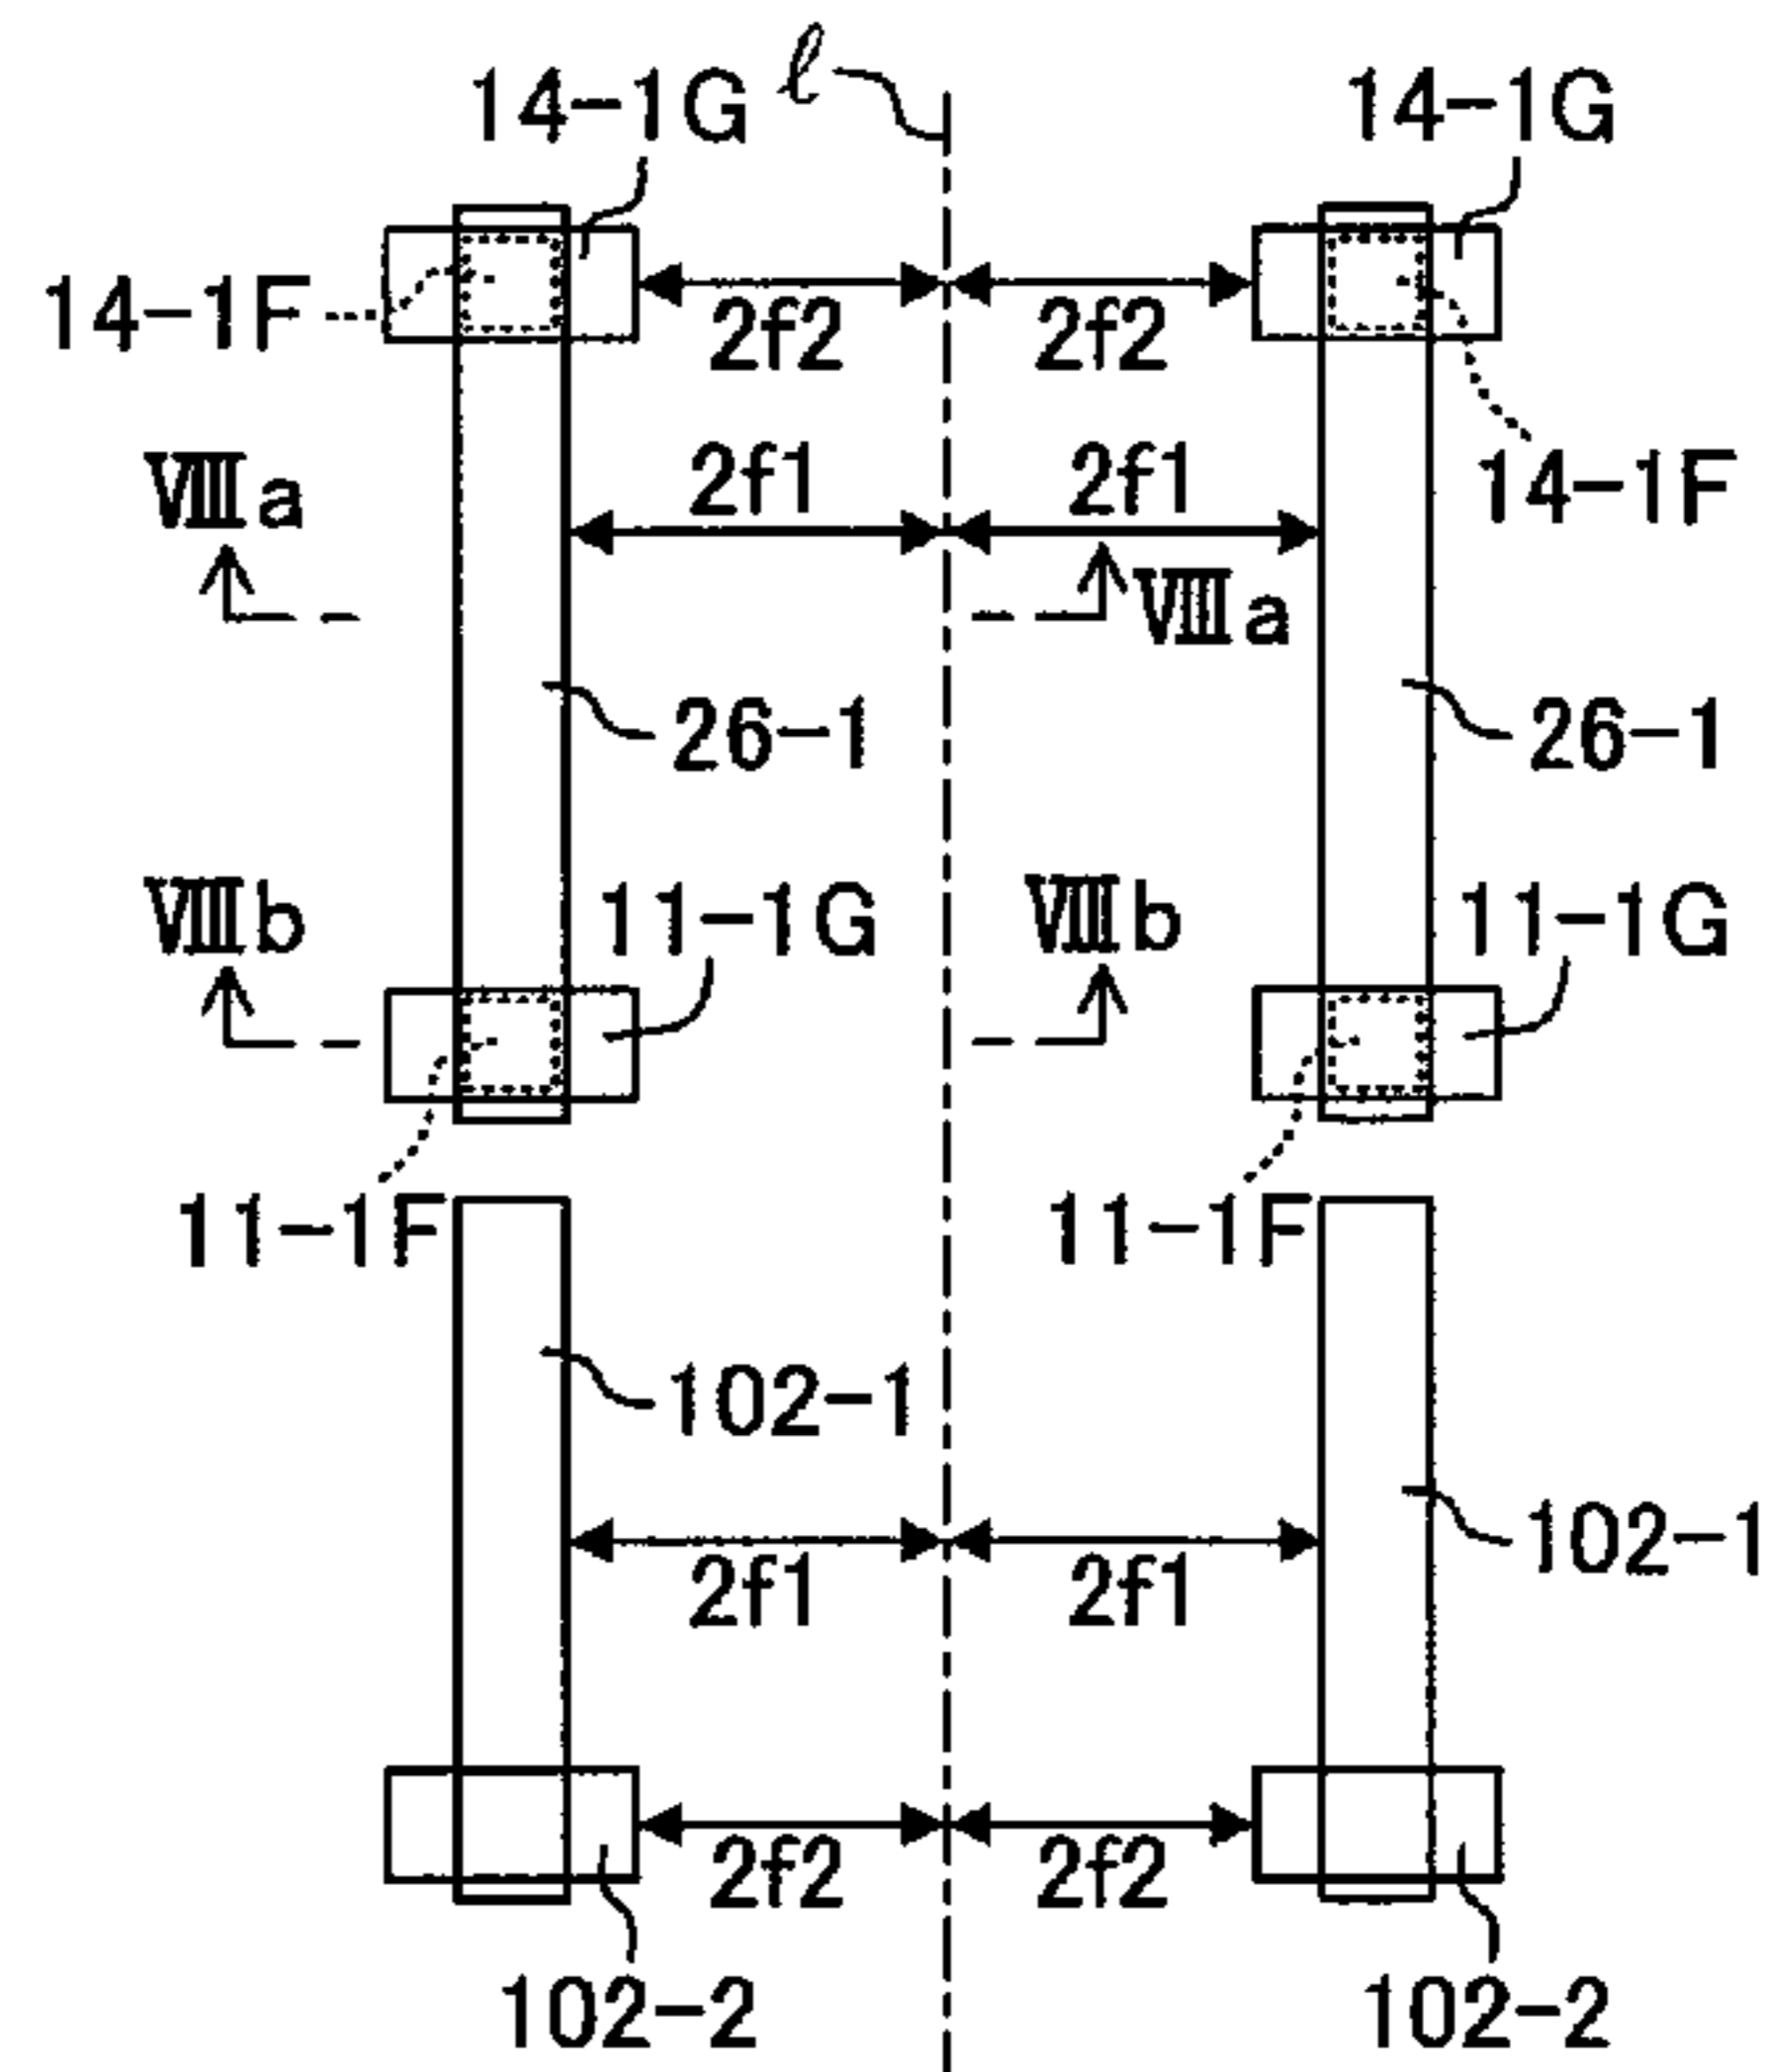 ℓ
14-1G 14-1G
14-1F 2f2 2f2
2f1 2f1 14-1F
Ⅷa Ⅷa
26-1 26-1
Ⅷb 11-1G Ⅷb 11-1G
11-1F 11-1F
102-1
102-1
2f1 2f1
2f2 2f2
102-2 102-2